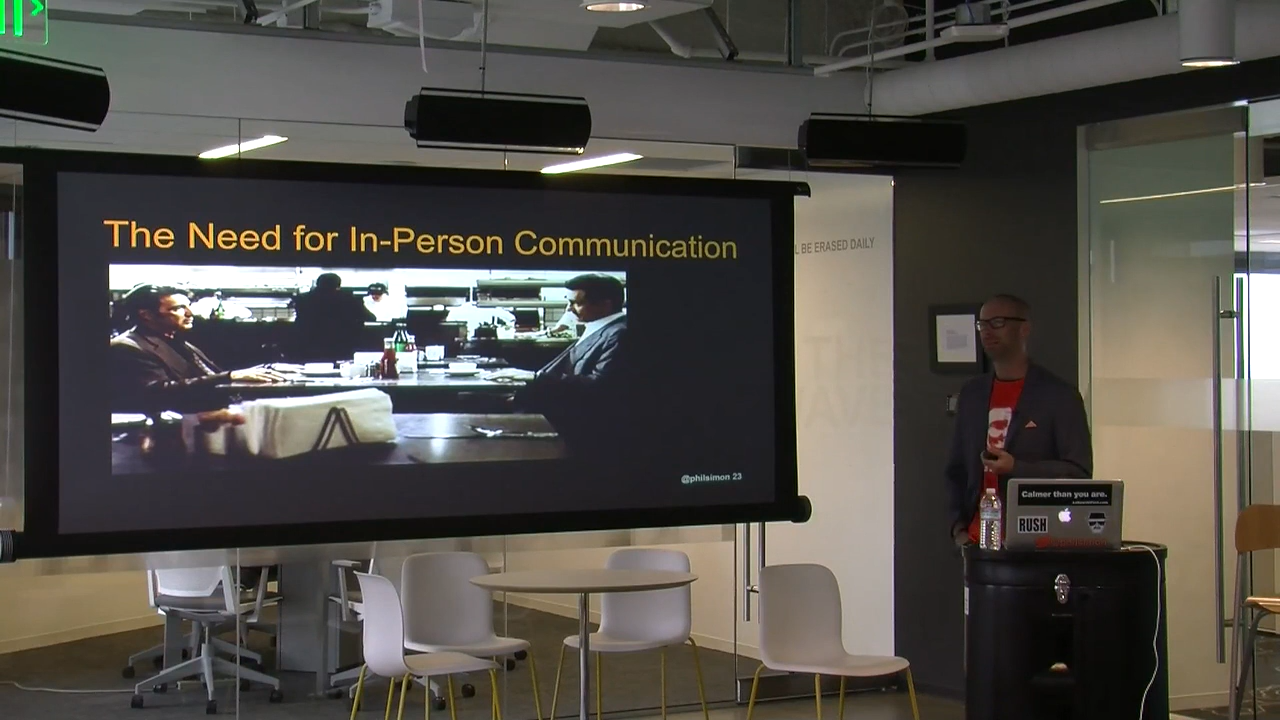 The Need for In-Person Communication
@philsimon 23
L BE ERASED DAILY
Calmer than you are.
RUSH